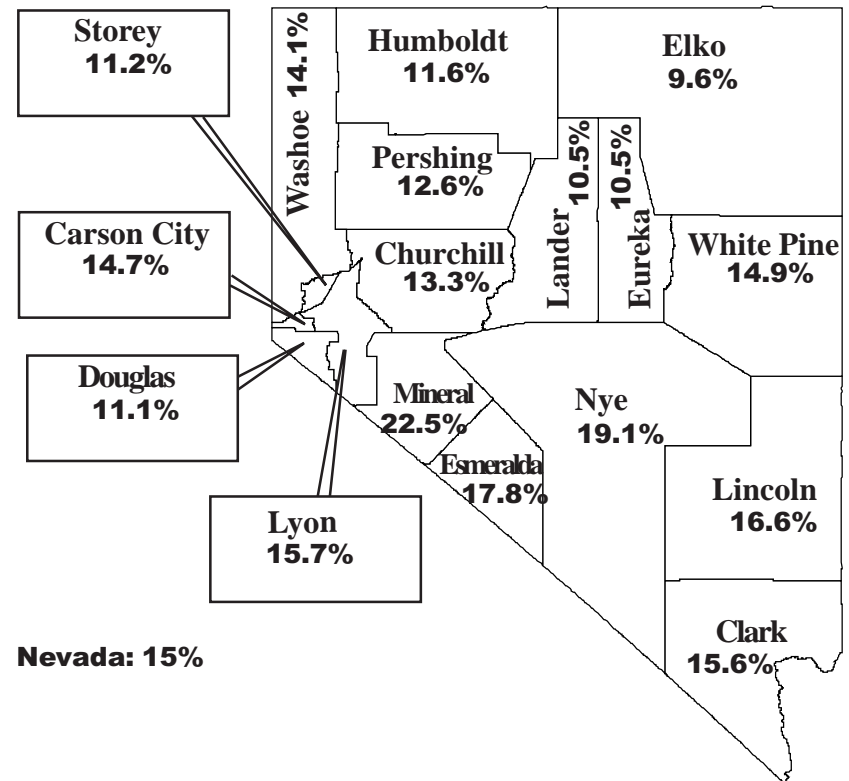 Storey
11.2%
Washoe 14.1%
Humboldt
11.6%
Elko
9.6%
Pershing
12.6%
Lander 10.5%
Eureka 10.5%
Carson City
14.7%
Churchill
13.3%
White Pine
14.9%
Douglas
11.1%
Mineral
22.5%
Nye
19.1%
Esmeralda
17.8%
Lincoln
16.6%
Lyon
15.7%
Clark
15.6%
Nevada: 15%